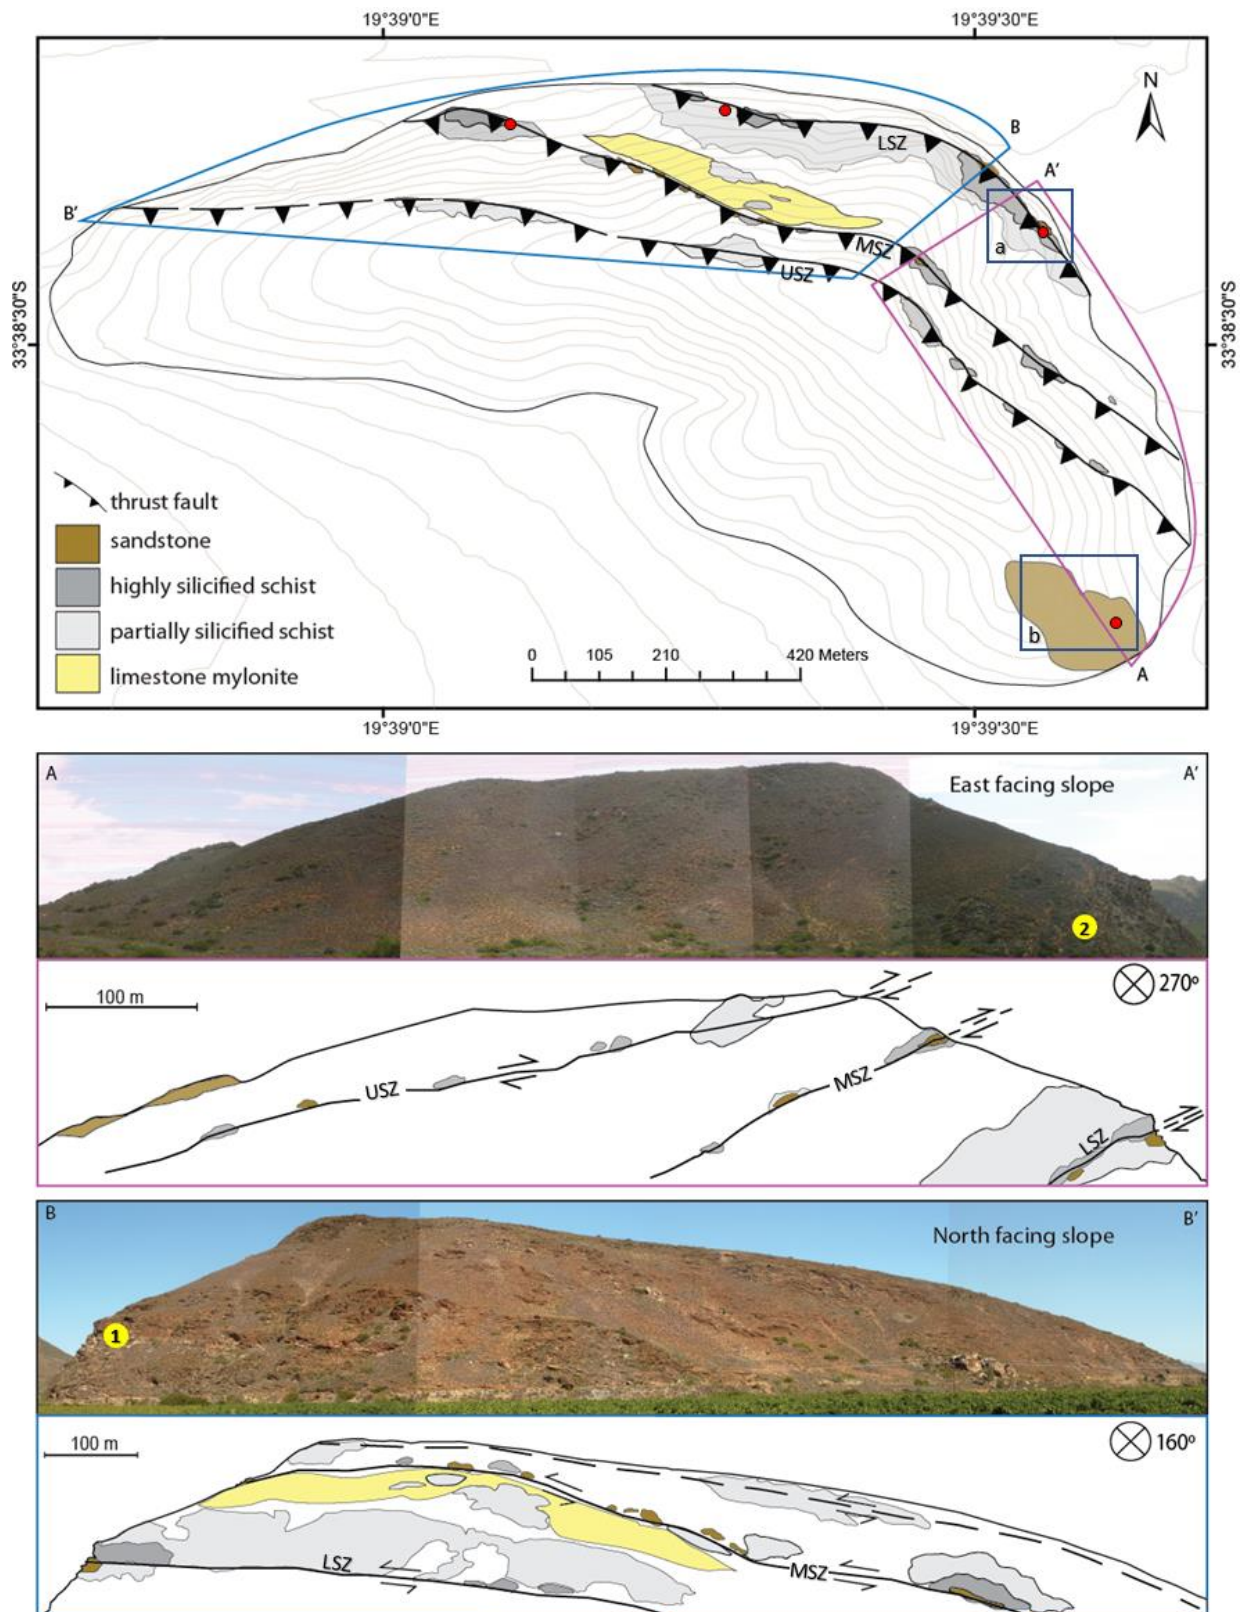 19°39'0"E 19°39'30"E
N
B
A'
LSZ
B'
a
MSZ
USZ
33°38'30"S 33°38'30"S
thrust fault
sandstone
highly silicified schist
partially silicified schist
limestone mylonite
0 105 210 420 Meters
b
A
19°39'0"E 19°39'30"E
A A'
East facing slope
2
100 m
270º
USZ
MSZ
LSZ
B B'
North facing slope
1
100 m
160º
LSZ
MSZ